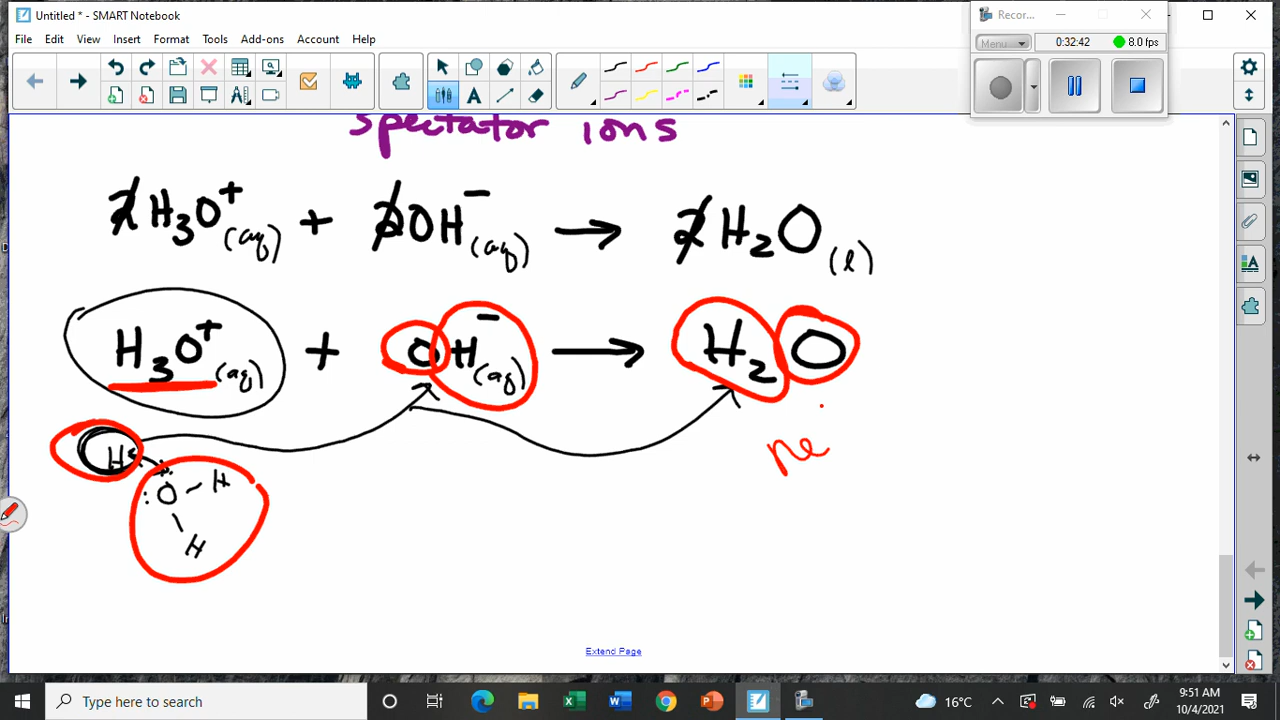 Untitled * - SMART Notebook
File Edit View Insert Format Tools Add-ons Account Help
Recor...
Menu 0:32:42 8.0 fps
spectator ions
2H₃O⁺(aq) + 2OH⁻(aq) → 2H₂O(l)
H₃O⁺(aq) + OH⁻(aq) → H₂O
H
:O - H
H
ne
Extend Page
Type here to search
16°C
9:51 AM
10/4/2021